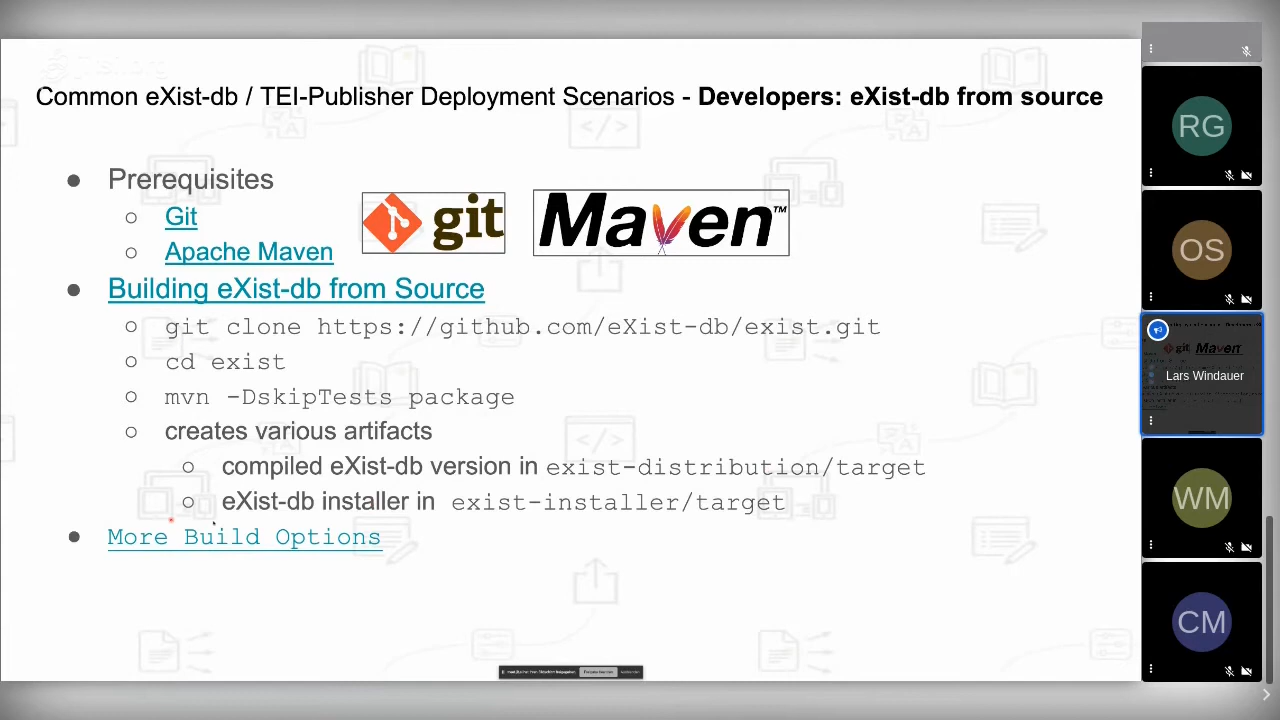 Common eXist-db / TEI-Publisher Deployment Scenarios - Developers: eXist-db from source
Prerequisites
Git
Apache Maven
git
Maven™
Building eXist-db from Source
git clone https://github.com/eXist-db/exist.git
cd exist
mvn -DskipTests package
creates various artifacts
compiled eXist-db version in exist-distribution/target
eXist-db installer in exist-installer/target
More Build Options
RG
OS
Lars Windauer
WM
CM